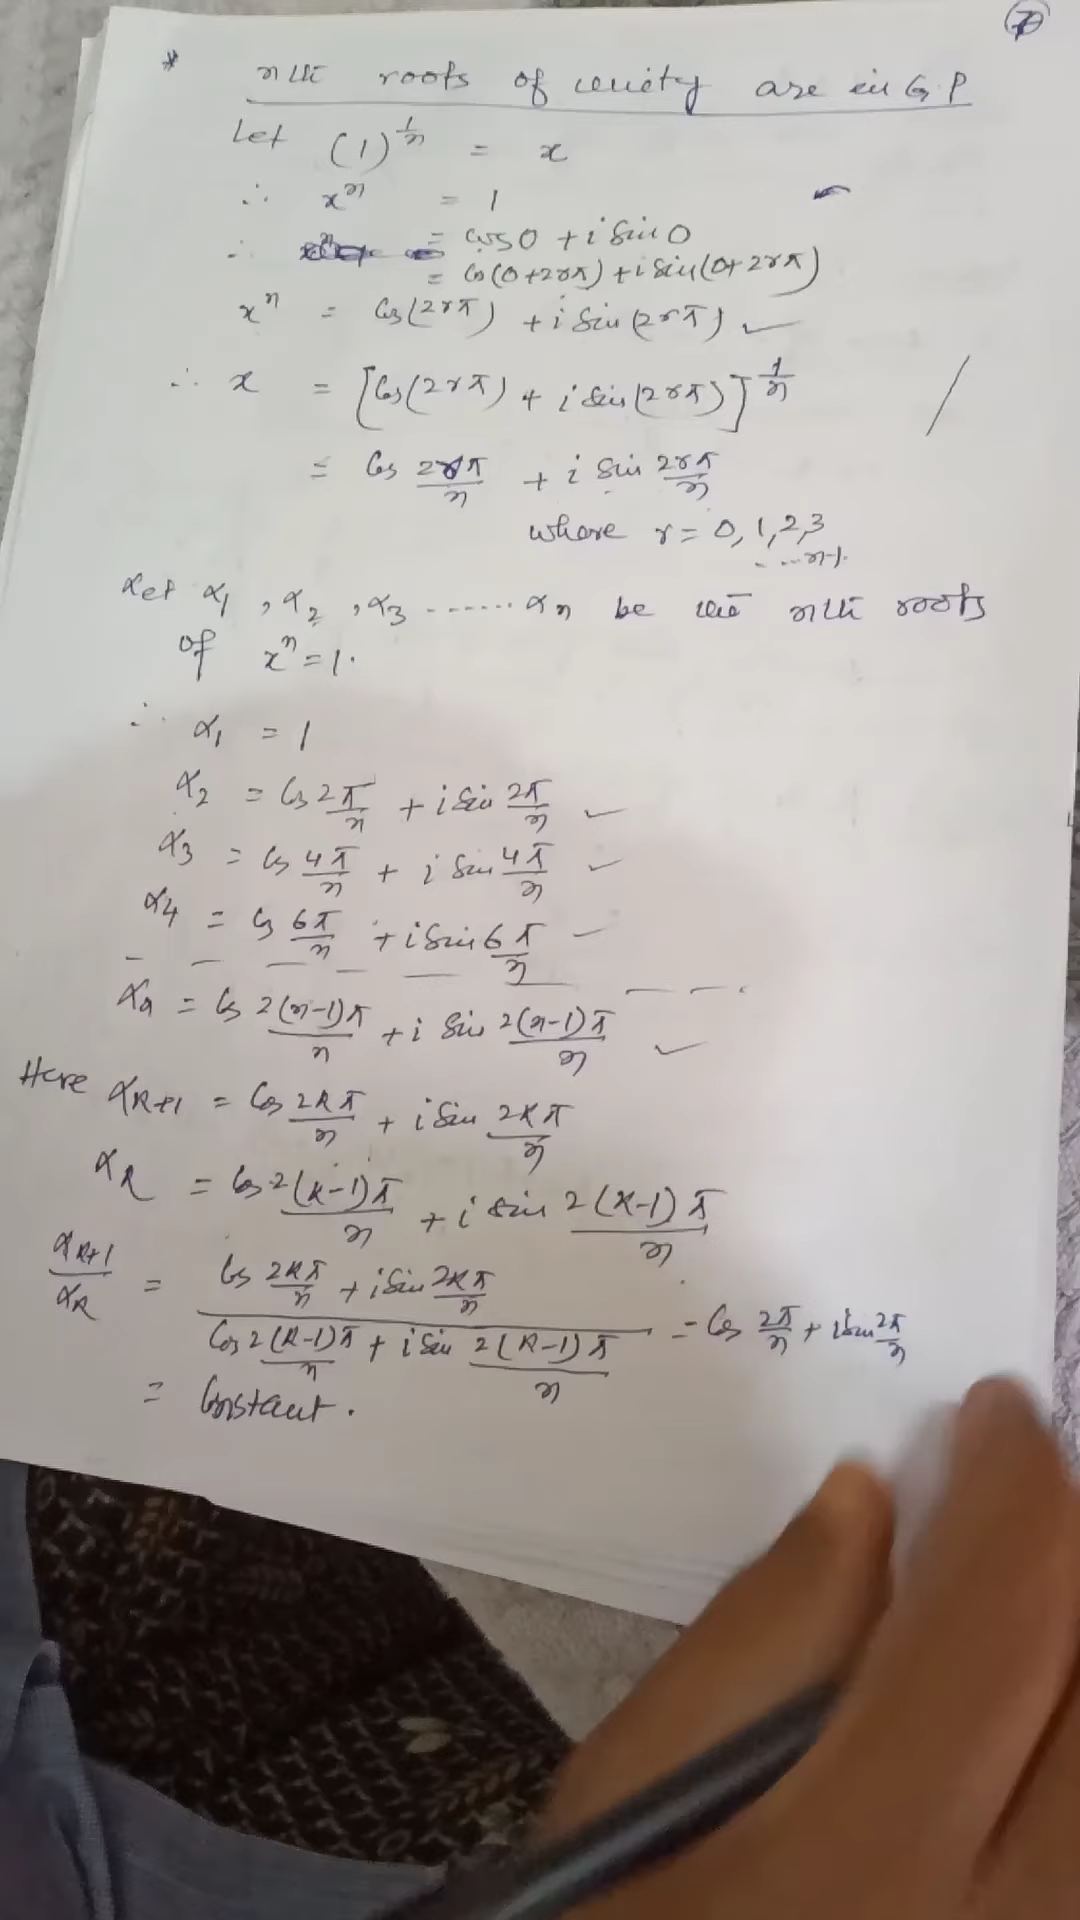 7
* nth roots of unity are in G.P
Let (1)^{1/n} = x
∴ x^n = 1
∴ = cos 0 + i sin 0
= Cos(0+2rπ) + i sin(0+2rπ)
x^n = Cos(2rπ) + i Sin(2rπ) ✓
∴ x = [Cos(2rπ) + i sin(2rπ)]^{1/n}
= Cos 2rπ/n + i Sin 2rπ/n
where r = 0, 1, 2, 3
....n-1.
Let α1, α2, α3 ....... αn be the nth roots
of x^n = 1.
∴ α1 = 1
α2 = Cos 2π/n + i Sin 2π/n ✓
α3 = Cos 4π/n + i Sin 4π/n ✓
α4 = Cos 6π/n + i Sin 6π/n
αn = Cos 2(n-1)π/n + i Sin 2(n-1)π/n ✓
Here αK+1 = Cos 2Kπ/n + i Sin 2Kπ/n
αK = Cos 2(K-1)π/n + i Sin 2(K-1)π/n
αK+1/αK = (Cos 2Kπ/n + i Sin 2Kπ/n)/(Cos 2(K-1)π/n + i Sin 2(K-1)π/n) = Cos 2π/n + i Sin 2π/n
= Constant.